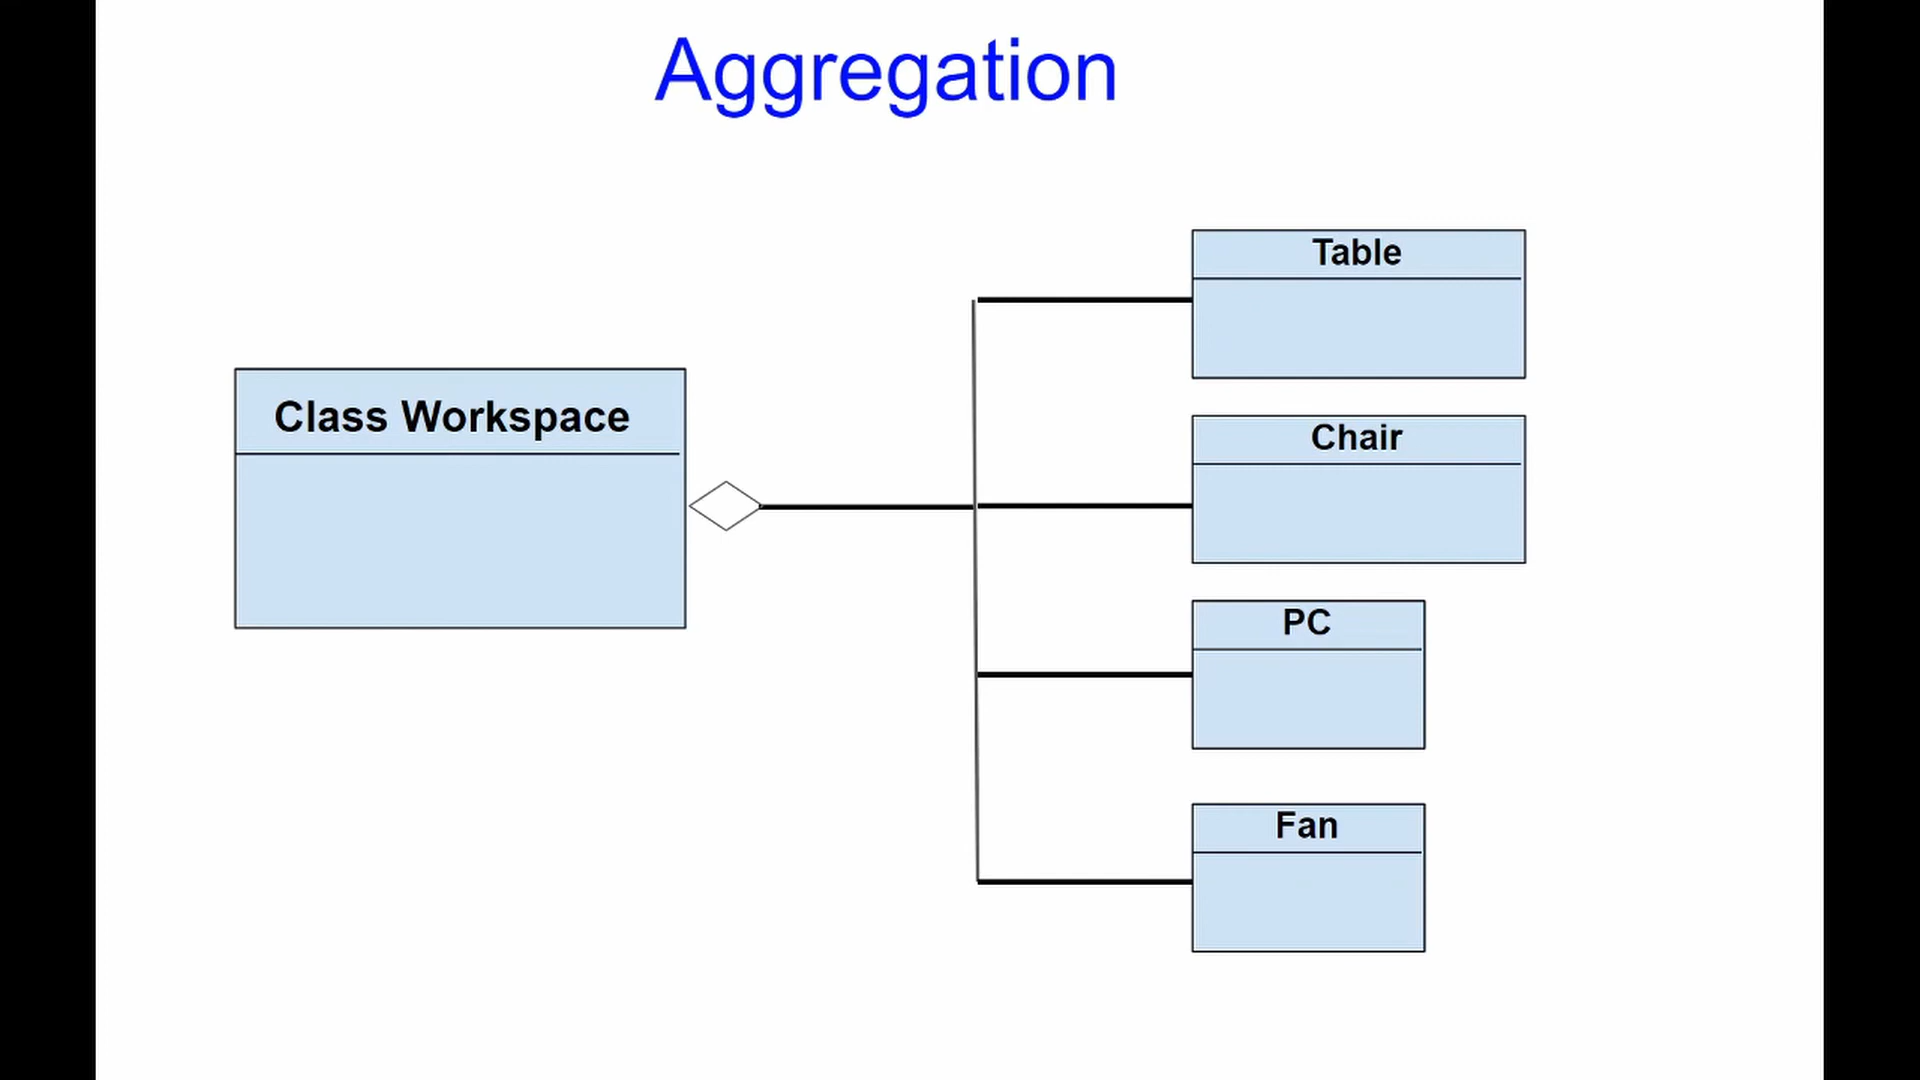 Aggregation
Class Workspace
Table
Chair
PC
Fan